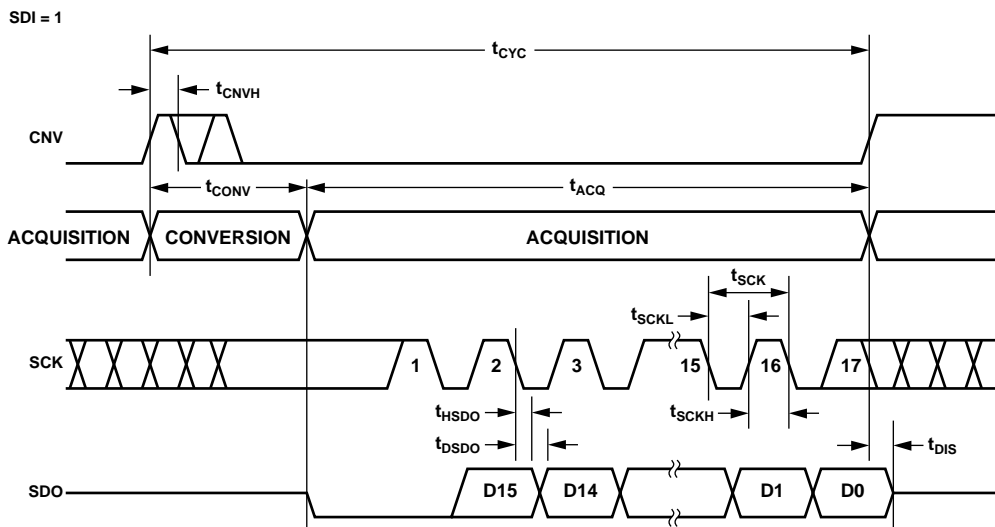 SDI = 1
tCYC
tCNVH
CNV
tCONV
tACQ
ACQUISITION CONVERSION ACQUISITION
tSCK
tSCKL
SCK 1 2 3 15 16 17
tHSDO
tSCKH
tDSDO
tDIS
SDO D15 D14 D1 D0